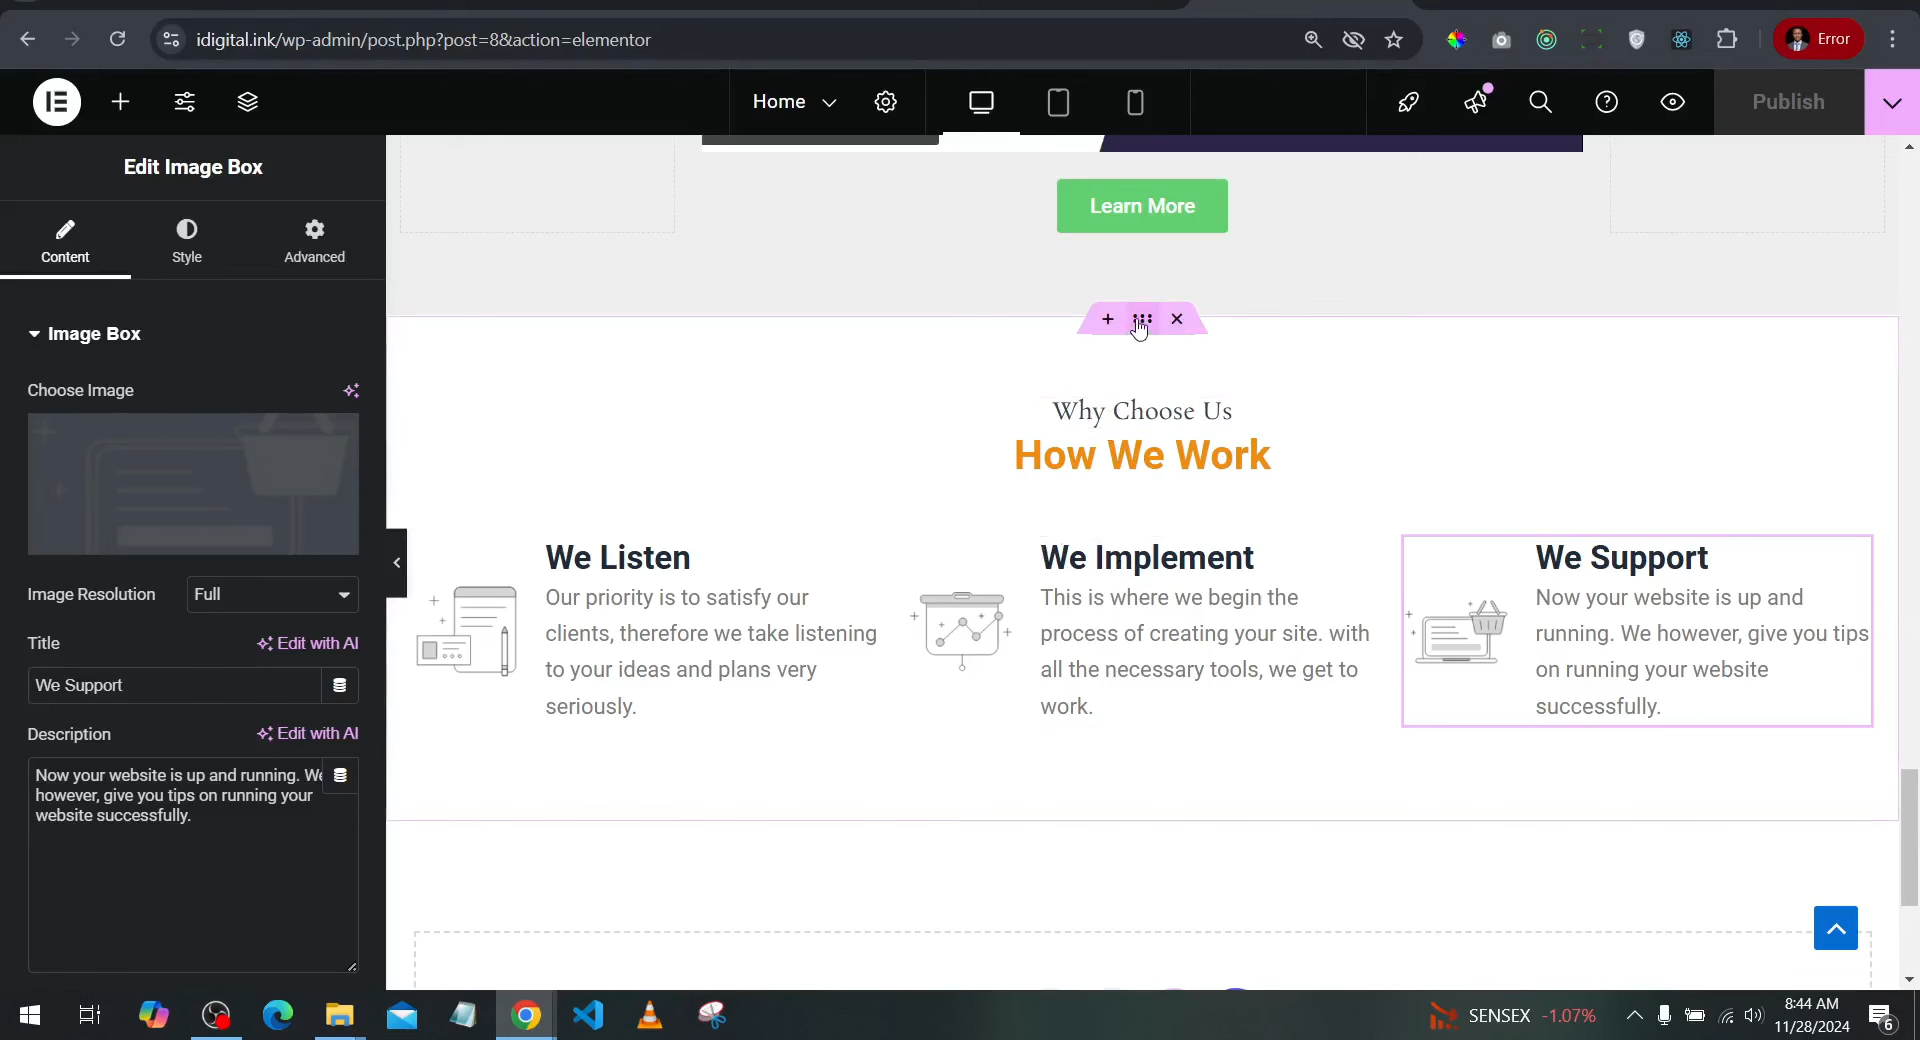 idigital.ink/wp-admin/post.php?post=8&action=elementor
Error
Home
Publish
Edit Image Box
Content
Style
Advanced
Image Box
Choose Image
Image Resolution
Full
Title
Edit with AI
We Support
Description
Edit with AI
Now your website is up and running. We
however, give you tips on running your
website successfully.
Learn More
Why Choose Us
How We Work
We Listen
Our priority is to satisfy our
clients, therefore we take listening
to your ideas and plans very
seriously.
We Implement
This is where we begin the
process of creating your site. with
all the necessary tools, we get to
work.
We Support
Now your website is up and
running. We however, give you tips
on running your website
successfully.
SENSEX -1.07%
8:44 AM
11/28/2024
6